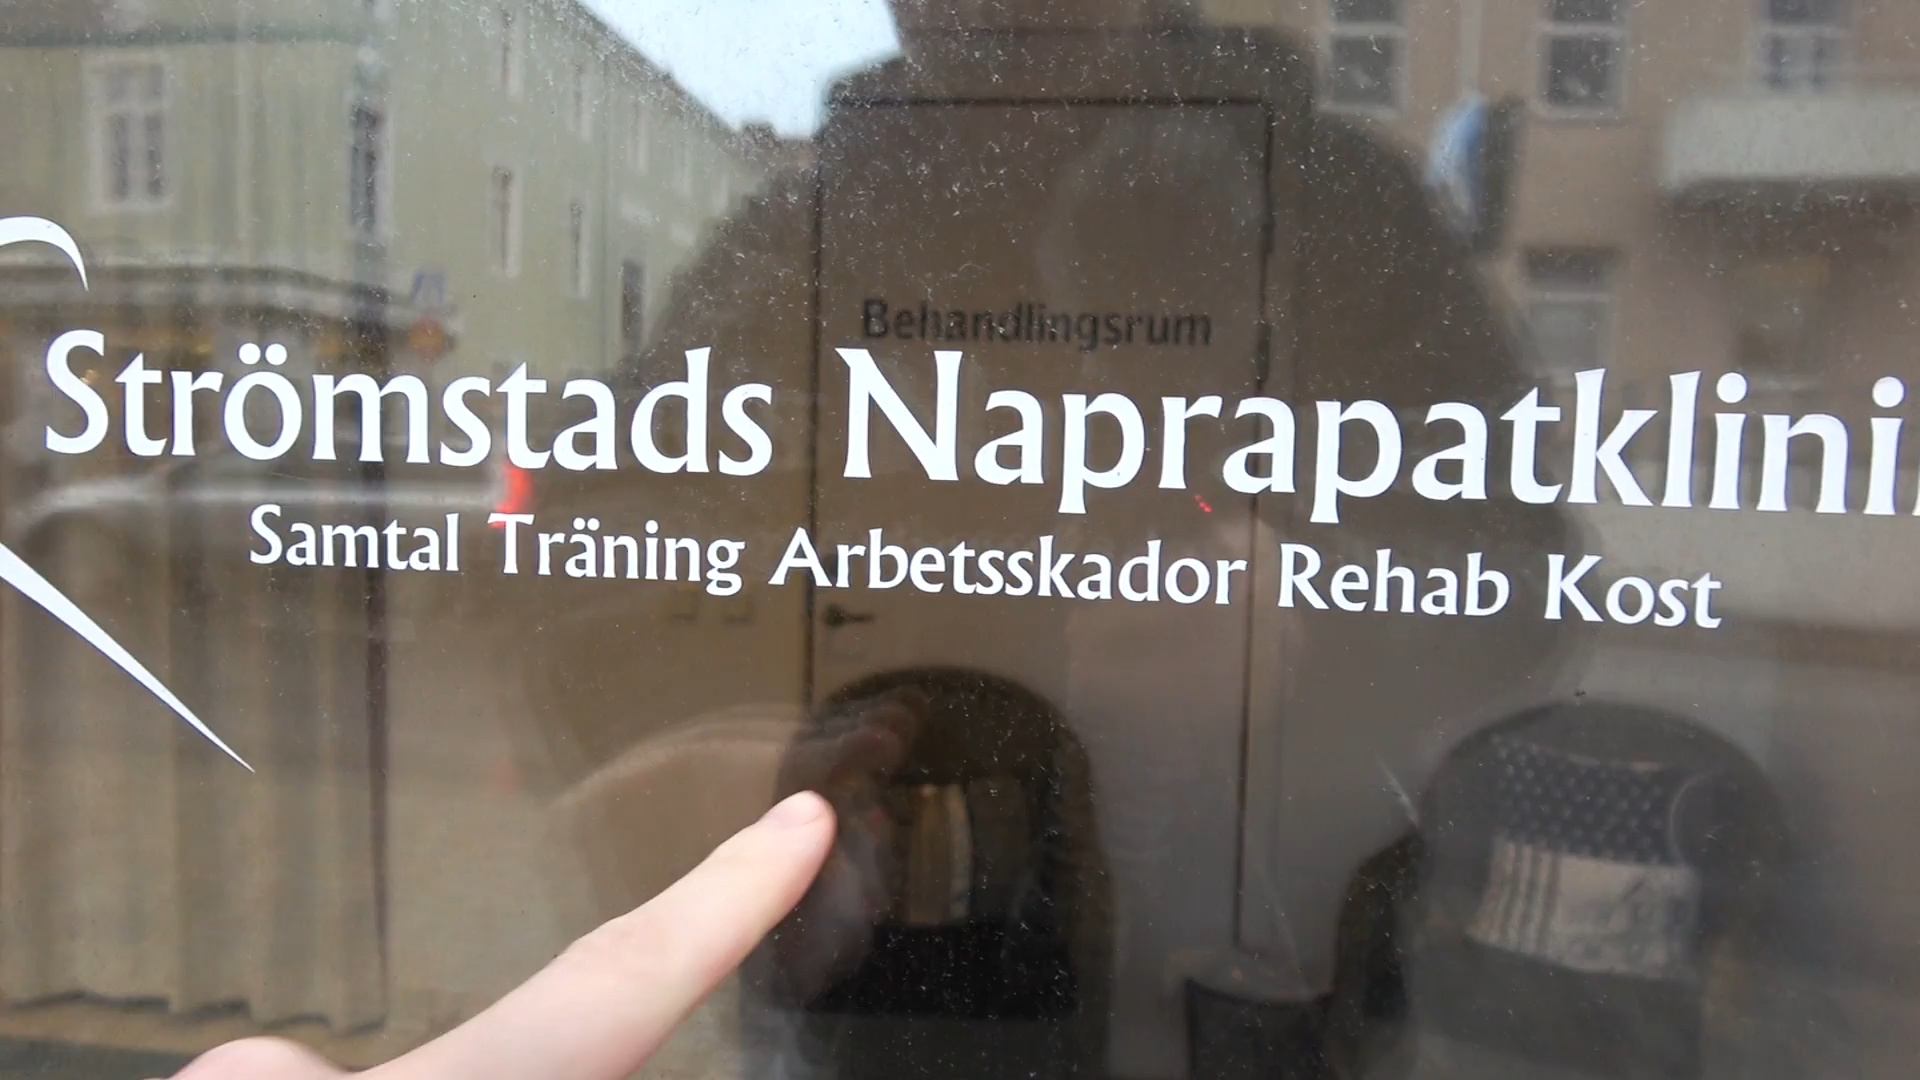 Behandlingsrum
Strömstads Naprapatklini
Samtal Träning Arbetsskador Rehab Kost